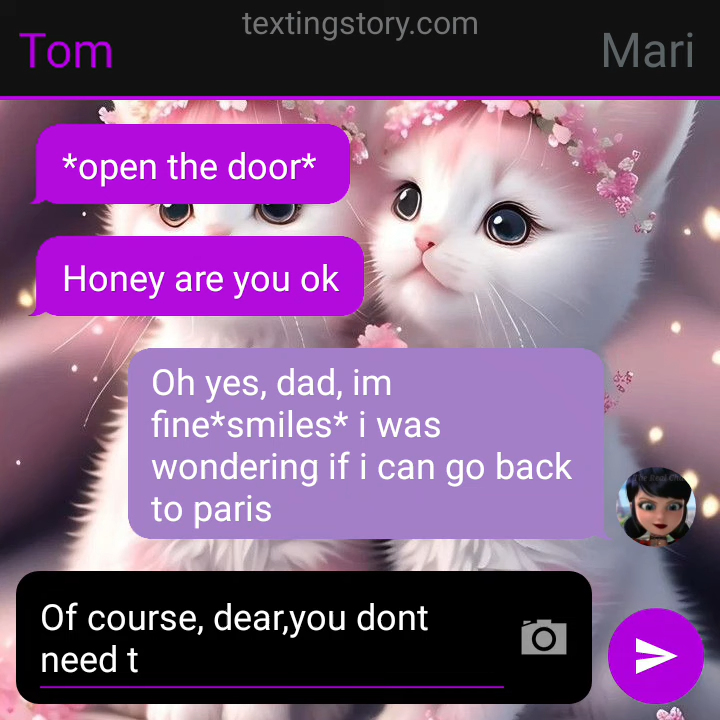 textingstory.com
Tom
Mari
*open the door*
Honey are you ok
Oh yes, dad, im
fine*smiles* i was
wondering if i can go back
to paris
Of course, dear,you dont
need t